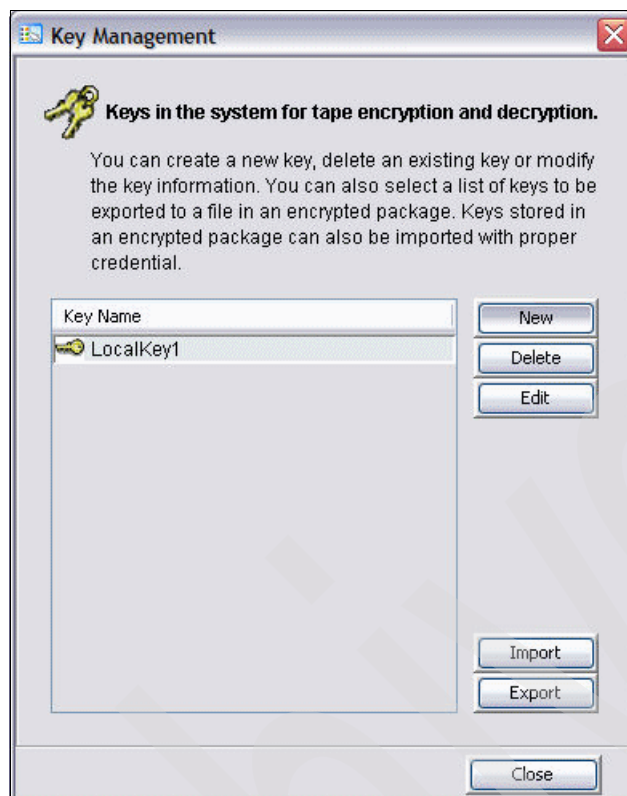 Key Management
Keys in the system for tape encryption and decryption.
You can create a new key, delete an existing key or modify
the key information. You can also select a list of keys to be
exported to a file in an encrypted package. Keys stored in
an encrypted package can also be imported with proper
credential.
Key Name
New
LocalKey1
Delete
Edit
Import
Export
Close